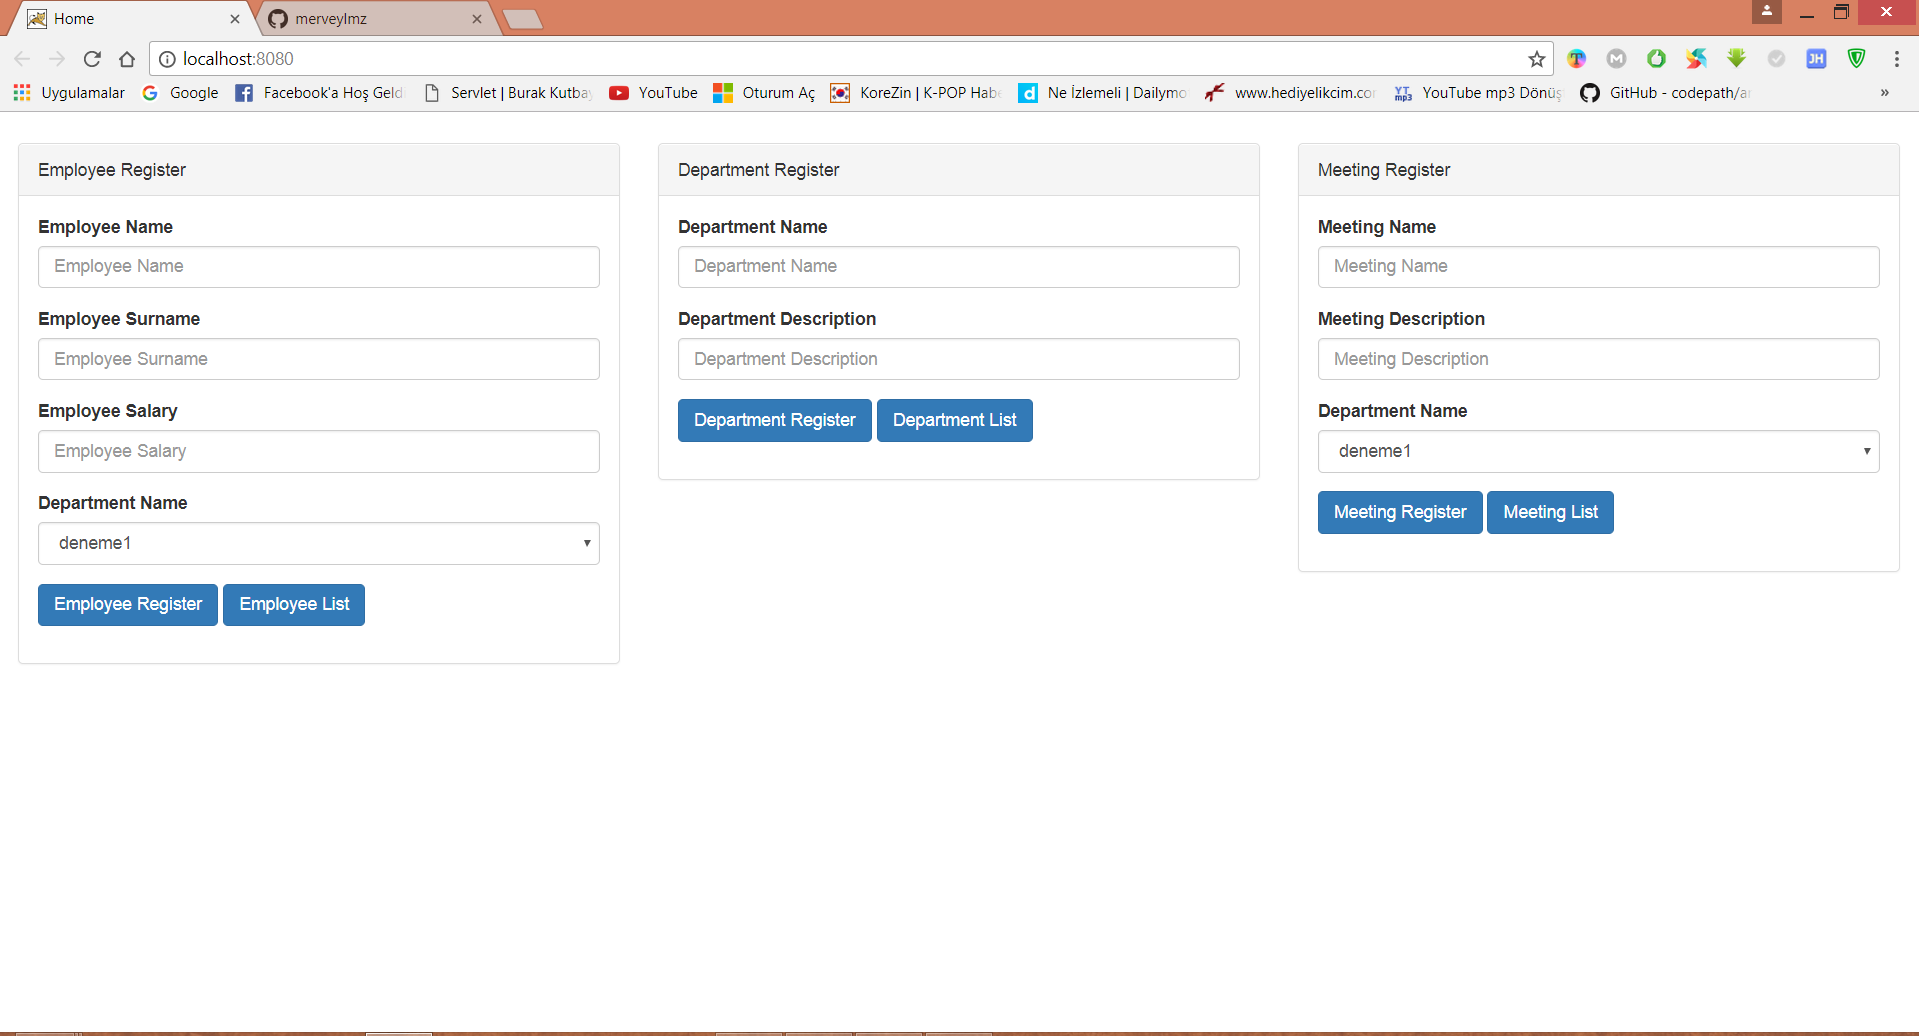 Home
merveylmz
localhost:8080
Uygulamalar
Google
Facebook'a Hoş Geld
Servlet | Burak Kutbay
YouTube
Oturum Aç
KoreZin | K-POP Habe
Ne İzlemeli | Dailymo
www.hediyelikcim.com
YouTube mp3 Dönüş
GitHub - codepath/an
Employee Register
Employee Name
Employee Name
Employee Surname
Employee Surname
Employee Salary
Employee Salary
Department Name
deneme1
Employee Register
Employee List
Department Register
Department Name
Department Name
Department Description
Department Description
Department Register
Department List
Meeting Register
Meeting Name
Meeting Name
Meeting Description
Meeting Description
Department Name
deneme1
Meeting Register
Meeting List